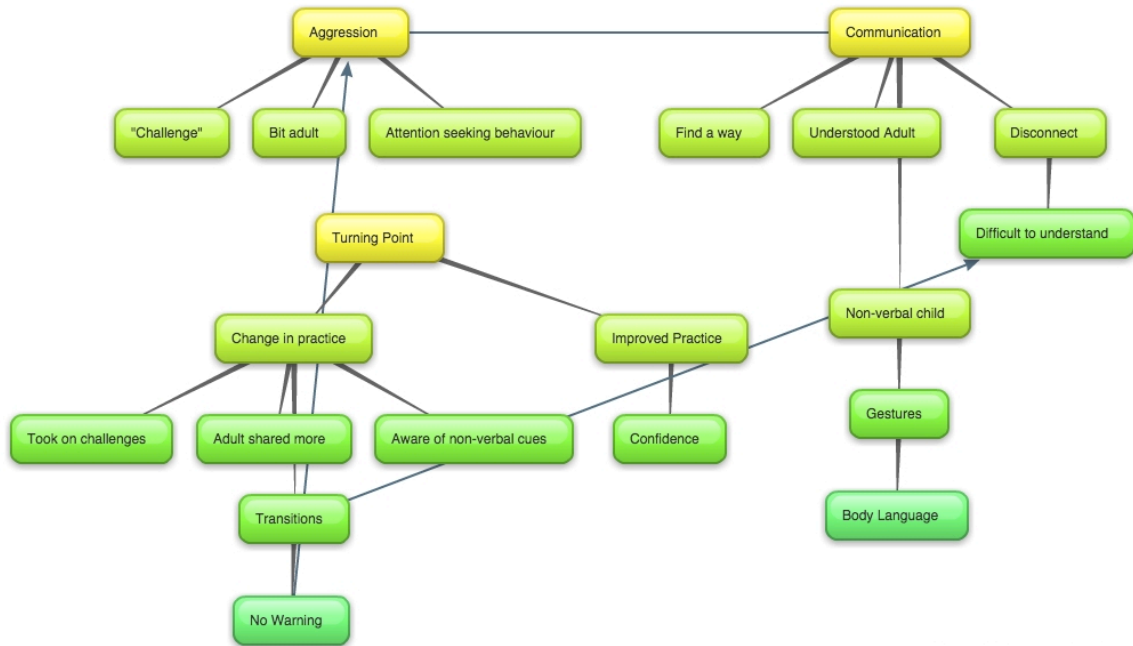 Aggression
Communication
"Challenge"
Bit adult
Attention seeking behaviour
Find a way
Understood Adult
Disconnect
Turning Point
Difficult to understand
Non-verbal child
Change in practice
Improved Practice
Gestures
Took on challenges
Adult shared more
Aware of non-verbal cues
Confidence
Transitions
Body Language
No Warning